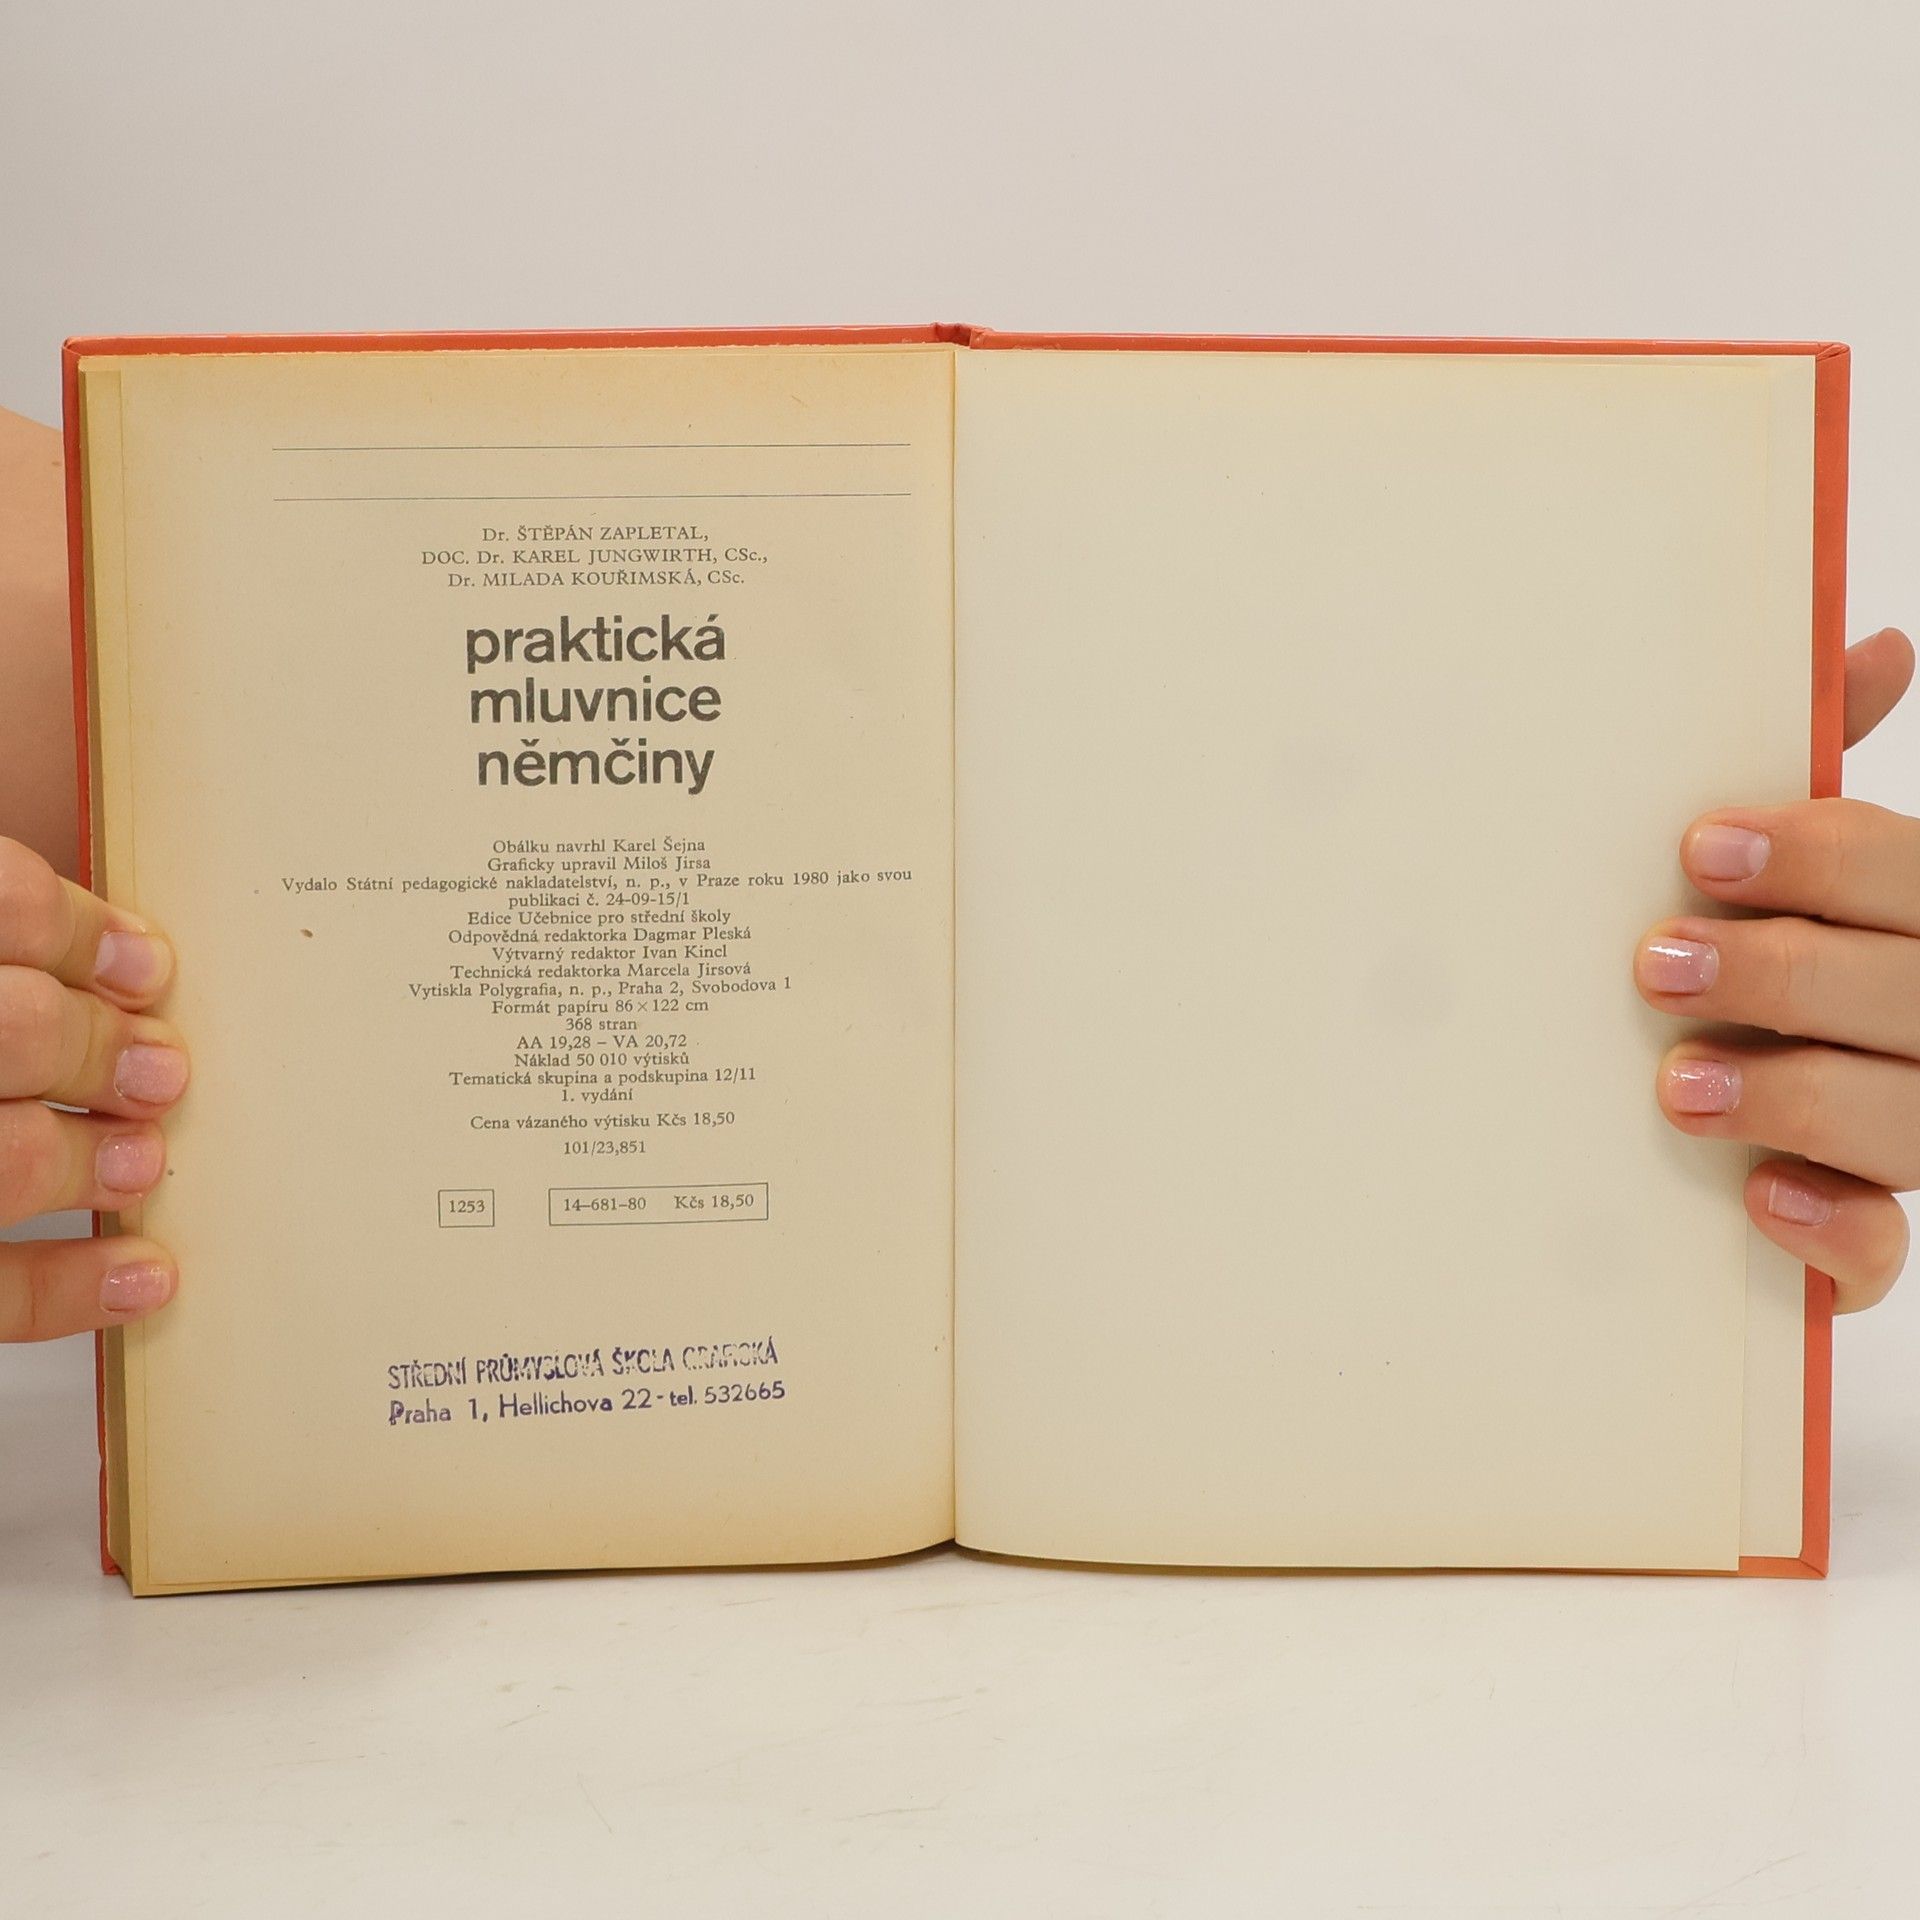 Dr. ŠTĚPÁN ZAPLETAL,
DOC. Dr. KAREL JUNGWIRTH, CSc.,
Dr. MILADA KOUŘIMSKÁ, CSc.
praktická
mluvnice
němčiny
Obálku navrhl Karel Šejna
Graficky upravil Miloš Jirsa
Vydalo Státní pedagogické nakladatelství, n. p., v Praze roku 1980 jako svou
publikaci č. 24-09-15/1
Edice Učebnice pro střední školy
Odpovědná redaktorka Dagmar Pleská
Výtvarný redaktor Ivan Kincl
Technická redaktorka Marcela Jirsová
Vytiskla Polygrafia, n. p., Praha 2, Svobodova 1
Formát papíru 86 × 122 cm
368 stran
AA 19,28 – VA 20,72
Náklad 50 010 výtisků
Tematická skupina a podskupina 12/11
1. vydání
Cena vázaného výtisku Kčs 18,50
101/23,851
1253 14–681–80 Kčs 18,50
STŘEDNÍ PRŮMYSLOVÁ ŠKOLA GRAFICKÁ
Praha 1, Hellichova 22 - tel. 532665